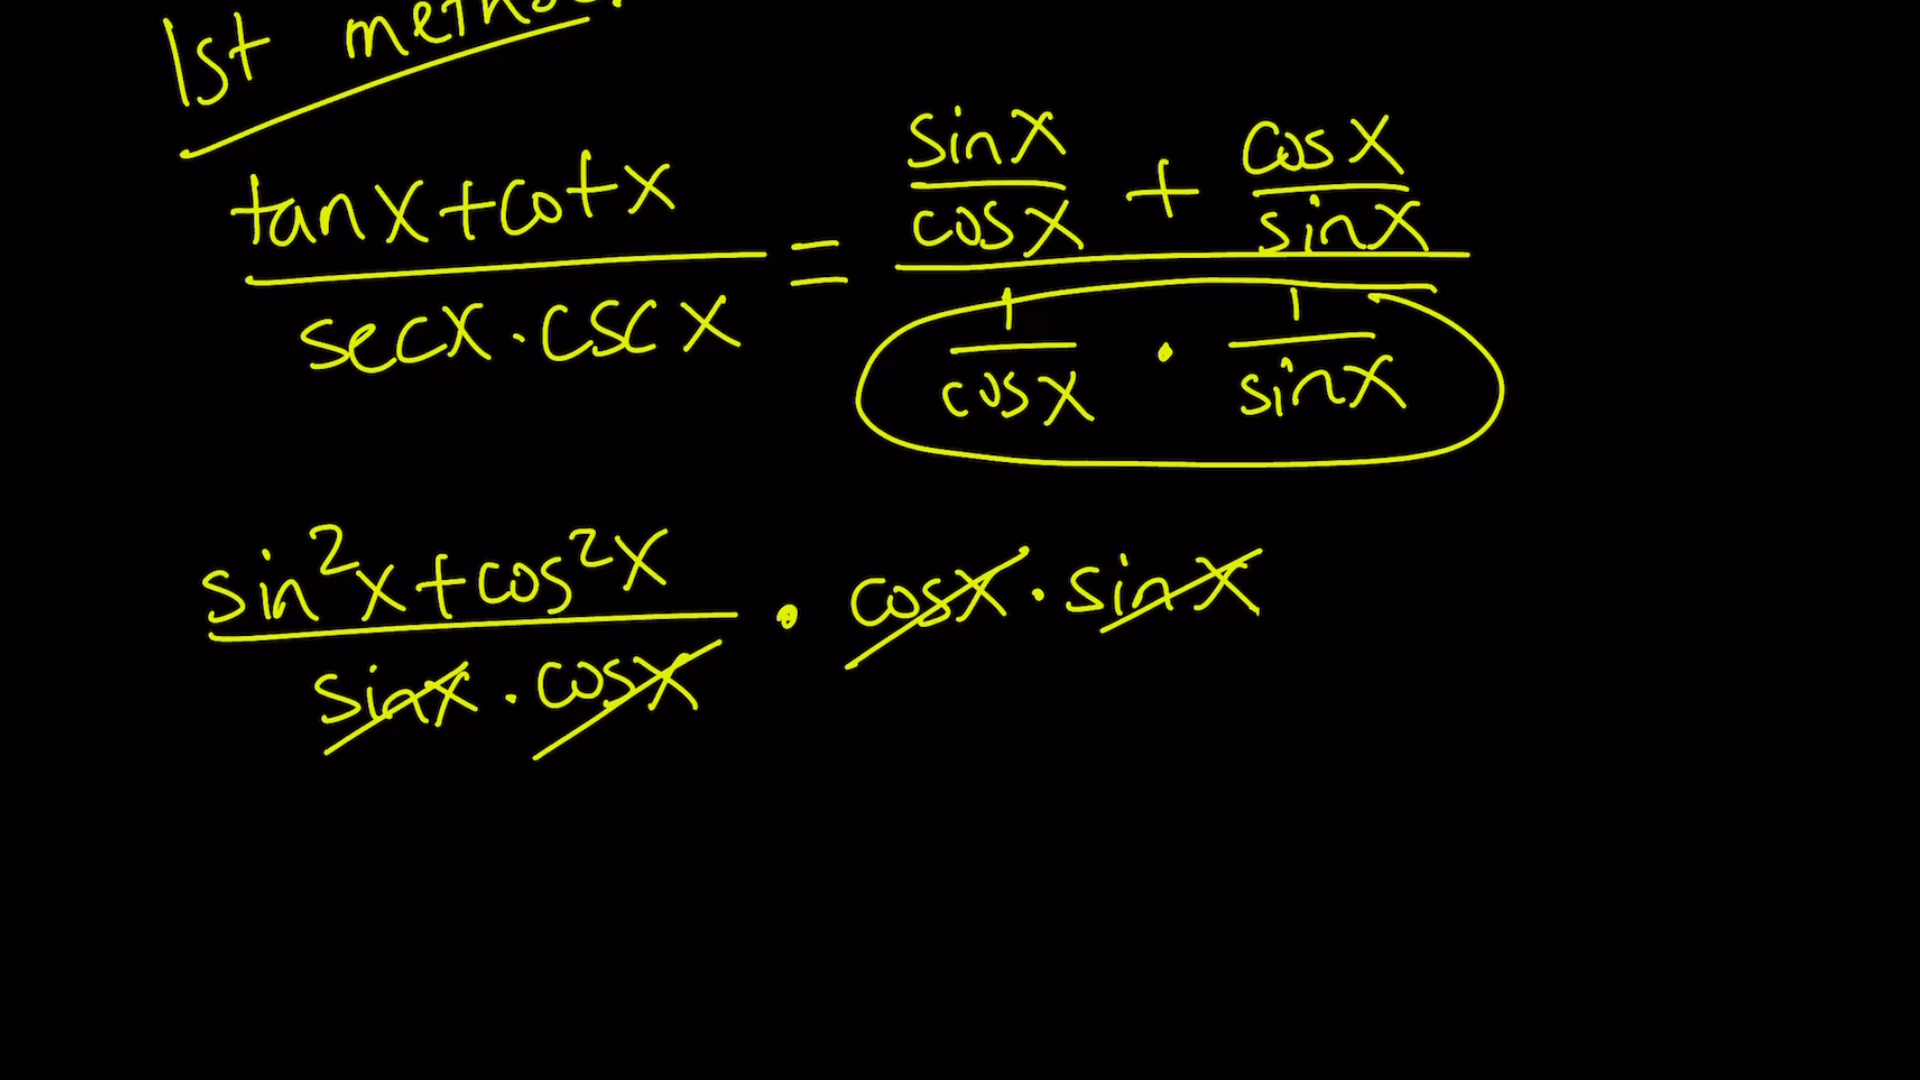 1st method
tanx+cotx / secx·cscx = (sinx/cosx + cosx/sinx) / (1/cosx · 1/sinx)
sin²x+cos²x / sinx·cosx · cosx·sinx